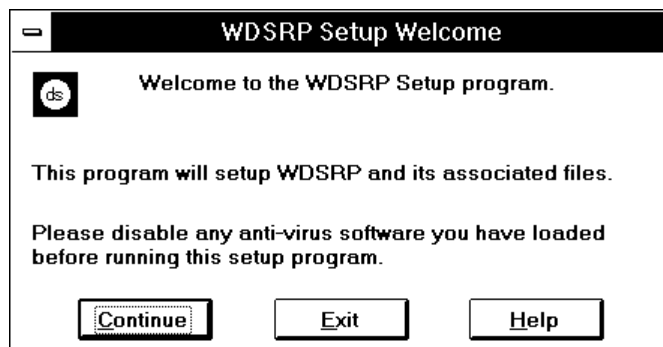 WDSRP Setup Welcome
ds
Welcome to the WDSRP Setup program.
This program will setup WDSRP and its associated files.
Please disable any anti-virus software you have loaded
before running this setup program.
Continue
Exit
Help